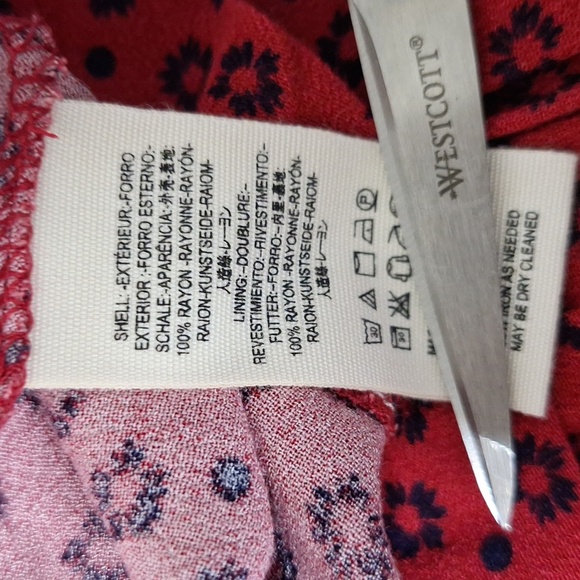 SHELL:-EXTÉRIEUR:-FORRO
EXTERIOR:-FORRO ESTERNO:-
SCHALE:-APARÊNCIA:-外壳-表地
100% RAYON -RAYONNE-RAYÓN-
RAION-KUNSTSEIDE-RAIOM-
人造絲-レーヨン
LINING:-DOUBLURE:-
REVESTIMIENTO:-RIVESTIMENTO:-
FUTTER:-FORRO:-内里-裏地
100% RAYON -RAYONNE-RAYÓN-
RAION-KUNSTSEIDE-RAIOM-
人造絲-レーヨン
30
IRON AS NEEDED
MAY BE DRY CLEANED
WESTCOTT®